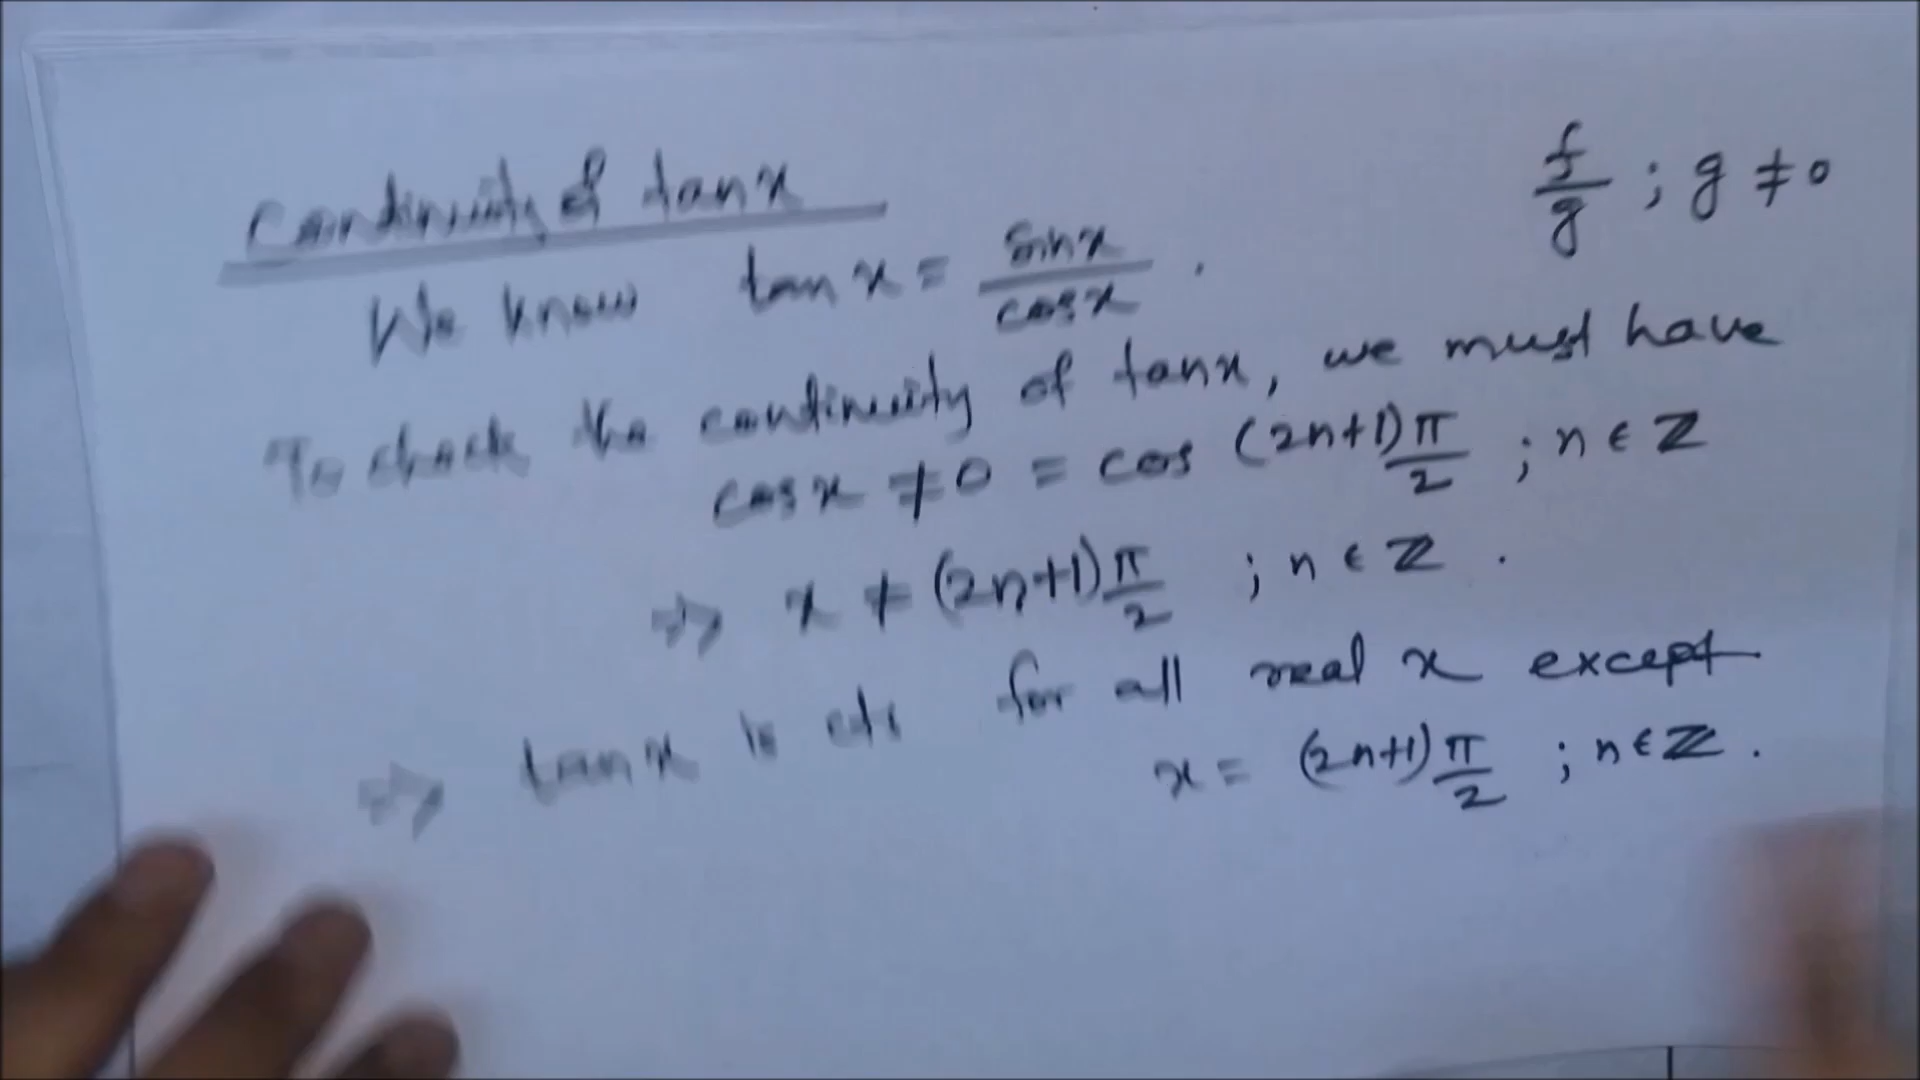 Continuity of tanx
f/g ; g ≠ 0
We know tan x = sinx/cosx .
To check the continuity of tanx, we must have
cosx ≠ 0 = cos (2n+1)π/2 ; n ∈ Z
⇒ x ≠ (2n+1)π/2 ; n ∈ Z .
⇒ tanx is cts for all real x except
x = (2n+1)π/2 ; n ∈ Z .